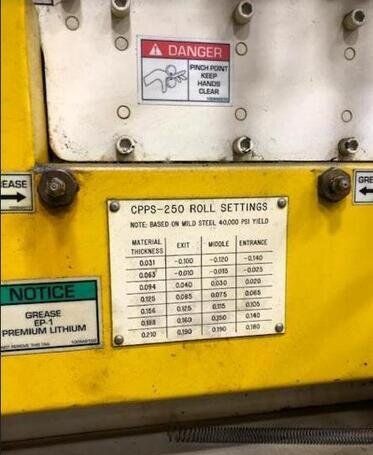 DANGER
PINCH POINT
KEEP
HANDS
CLEAR
EASE
GRE
CPPS-250 ROLL SETTINGS
NOTE: BASED ON MILD STEEL 40,000 PSI YIELD
MATERIAL THICKNESS EXIT MIDDLE ENTRANCE
0.031 -0.100 -0.120 -0.140
0.063 -0.010 -0.015 -0.025
0.094 0.040 0.030 0.020
0.125 0.085 0.075 0.065
0.156 0.125 0.115 0.105
0.188 0.160 0.150 0.140
0.210 0.190 0.190 0.180
NOTICE
GREASE
EP-1
PREMIUM LITHIUM